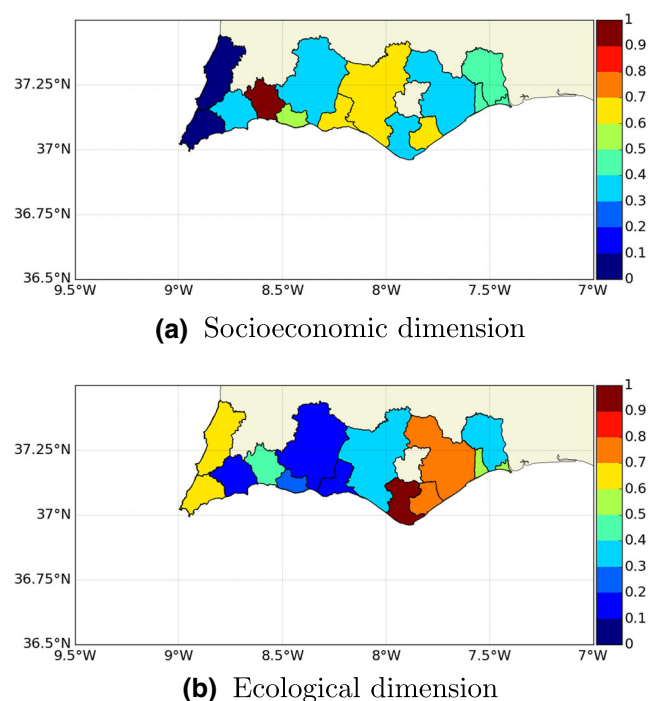 1
0.9
37.25°N
0.8
0.7
0.6
37°N
0.5
0.4
36.75°N
0.3
0.2
0.1
36.5°N
0
9.5°W 9°W 8.5°W 8°W 7.5°W 7°W
(a) Socioeconomic dimension
1
0.9
37.25°N
0.8
0.7
0.6
37°N
0.5
0.4
36.75°N
0.3
0.2
0.1
36.5°N
0
9.5°W 9°W 8.5°W 8°W 7.5°W 7°W
(b) Ecological dimension